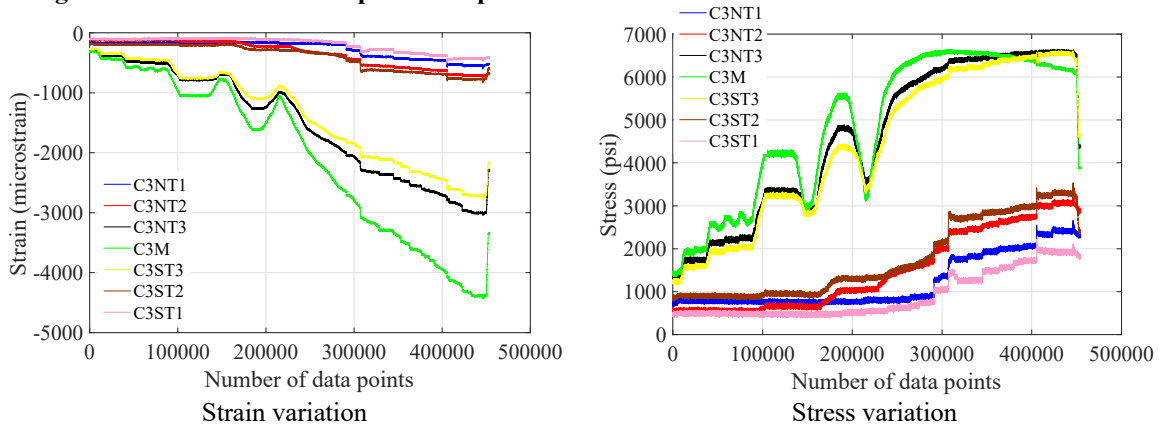 0
-1000
-2000
-3000
-4000
-5000
Strain (microstrain)
C3NT1
C3NT2
C3NT3
C3M
C3ST3
C3ST2
C3ST1
0 100000 200000 300000 400000 500000
Number of data points
Strain variation
C3NT1
C3NT2
C3NT3
C3M
C3ST3
C3ST2
C3ST1
7000
6000
5000
4000
3000
2000
1000
0
Stress (psi)
0 100000 200000 300000 400000 500000
Number of data points
Stress variation